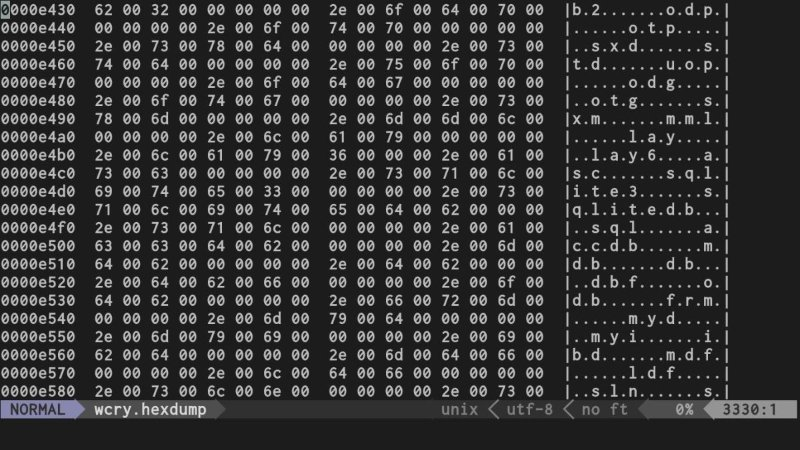 0000e430  62 00 32 00 00 00 00 00  2e 00 6f 00 64 00 70 00  |b.2.......o.d.p.|
0000e440  00 00 00 00 2e 00 6f 00  74 00 70 00 00 00 00 00  |......o.t.p.....|
0000e450  2e 00 73 00 78 00 64 00  00 00 00 00 2e 00 73 00  |..s.x.d.......s.|
0000e460  74 00 64 00 00 00 00 00  2e 00 75 00 6f 00 70 00  |t.d.......u.o.p.|
0000e470  00 00 00 00 2e 00 6f 00  64 00 67 00 00 00 00 00  |......o.d.g.....|
0000e480  2e 00 6f 00 74 00 67 00  00 00 00 00 2e 00 73 00  |..o.t.g.......s.|
0000e490  78 00 6d 00 00 00 00 00  2e 00 6d 00 6d 00 6c 00  |x.m.......m.m.l.|
0000e4a0  00 00 00 00 2e 00 6c 00  61 00 79 00 00 00 00 00  |......l.a.y.....|
0000e4b0  2e 00 6c 00 61 00 79 00  36 00 00 00 2e 00 61 00  |..l.a.y.6.....a.|
0000e4c0  73 00 63 00 00 00 00 00  2e 00 73 00 71 00 6c 00  |s.c.......s.q.l.|
0000e4d0  69 00 74 00 65 00 33 00  00 00 00 00 2e 00 73 00  |i.t.e.3.......s.|
0000e4e0  71 00 6c 00 69 00 74 00  65 00 64 00 62 00 00 00  |q.l.i.t.e.d.b...|
0000e4f0  2e 00 73 00 71 00 6c 00  00 00 00 00 2e 00 61 00  |..s.q.l.......a.|
0000e500  63 00 63 00 64 00 62 00  00 00 00 00 2e 00 6d 00  |c.c.d.b.......m.|
0000e510  64 00 62 00 00 00 00 00  2e 00 64 00 62 00 00 00  |d.b.......d.b...|
0000e520  2e 00 64 00 62 00 66 00  00 00 00 00 2e 00 6f 00  |..d.b.f.......o.|
0000e530  64 00 62 00 00 00 00 00  2e 00 66 00 72 00 6d 00  |d.b.......f.r.m.|
0000e540  00 00 00 00 2e 00 6d 00  79 00 64 00 00 00 00 00  |......m.y.d.....|
0000e550  2e 00 6d 00 79 00 69 00  00 00 00 00 2e 00 69 00  |..m.y.i.......i.|
0000e560  62 00 64 00 00 00 00 00  2e 00 6d 00 64 00 66 00  |b.d.......m.d.f.|
0000e570  00 00 00 00 2e 00 6c 00  64 00 66 00 00 00 00 00  |......l.d.f.....|
0000e580  2e 00 73 00 6c 00 6e 00  00 00 00 00 2e 00 73 00  |..s.l.n.......s.|
NORMAL wcry.hexdump unix utf-8 no ft 0% 3330:1